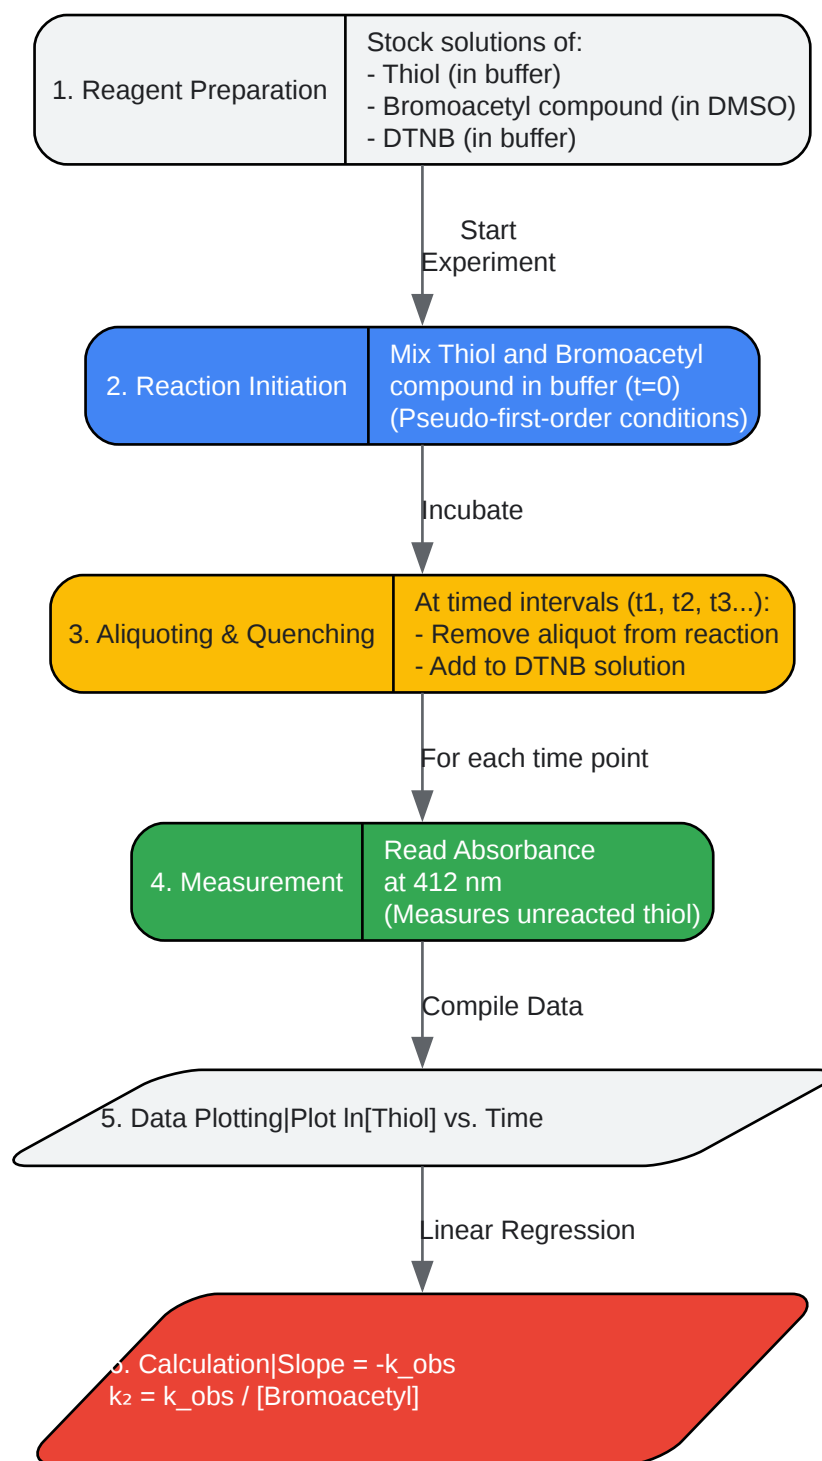 1. Reagent Preparation
Stock solutions of:
- Thiol (in buffer)
- Bromoacetyl compound (in DMSO)
- DTNB (in buffer)
Start
Experiment
2. Reaction Initiation
Mix Thiol and Bromoacetyl
compound in buffer (t=0)
(Pseudo-first-order conditions)
Incubate
3. Aliquoting & Quenching
At timed intervals (t1, t2, t3...):
- Remove aliquot from reaction
- Add to DTNB solution
For each time point
4. Measurement
Read Absorbance
at 412 nm
(Measures unreacted thiol)
Compile Data
5. Data Plotting|Plot ln[Thiol] vs. Time
Linear Regression
6. Calculation|Slope = -k_obs
k₂ = k_obs / [Bromoacetyl]